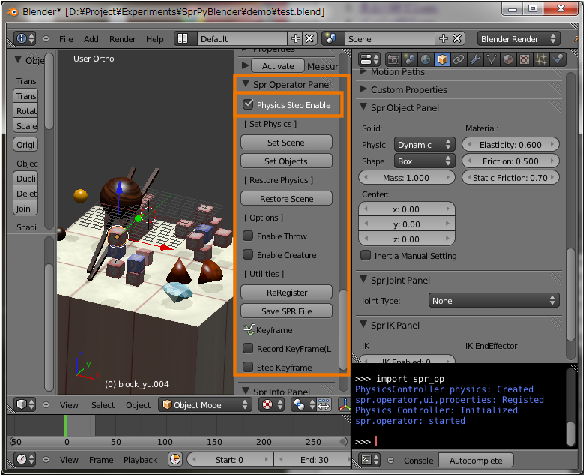 Blender* [D:¥Project¥Experiments¥SprPyBlender¥demo¥test.blend]
File Add Render Help Default Scene Blender Render
User Ortho
Obje
Trans
Trans
Rotat
Scale
Origi
Objec
Dupli
Delet
Join
(0) block_yu.004
Properties
Activate Measur
Spr Operator Panel
Physics Step Enable
[ Set Physics ]
Set Scene
Set Objects
[ Restore Physics ]
Restore Scene
[ Options ]
Enable Throw
Enable Creature
[ Utilities ]
ReRegister
Save SPR File
Keyframe
Record KeyFrame(L
Step Keyframe
Spr Info Panel
Motion Paths
Custom Properties
Spr Object Panel
Solid: Material:
Physic Dynamic Elasticity: 0.600
Shape Box Friction: 0.500
Mass: 1.000 Static Friction: 0.70
Center:
x: 0.00
y: 0.00
z: 0.00
Inertia Manual Setting
Spr Joint Panel
Joint Type: None
Spr IK Panel
IK IK EndEffector
IK Enabled: 0
>>> import spr_op
PhysicsController physics: Created
spr.operator,ui,properties: Registed
Physics Controller: Initialized
spr.operator: started
>>>
View Select Object Object Mode
0 50 100
View Marker Frame Playback Start: 0 End: 30
Console Autocomplete